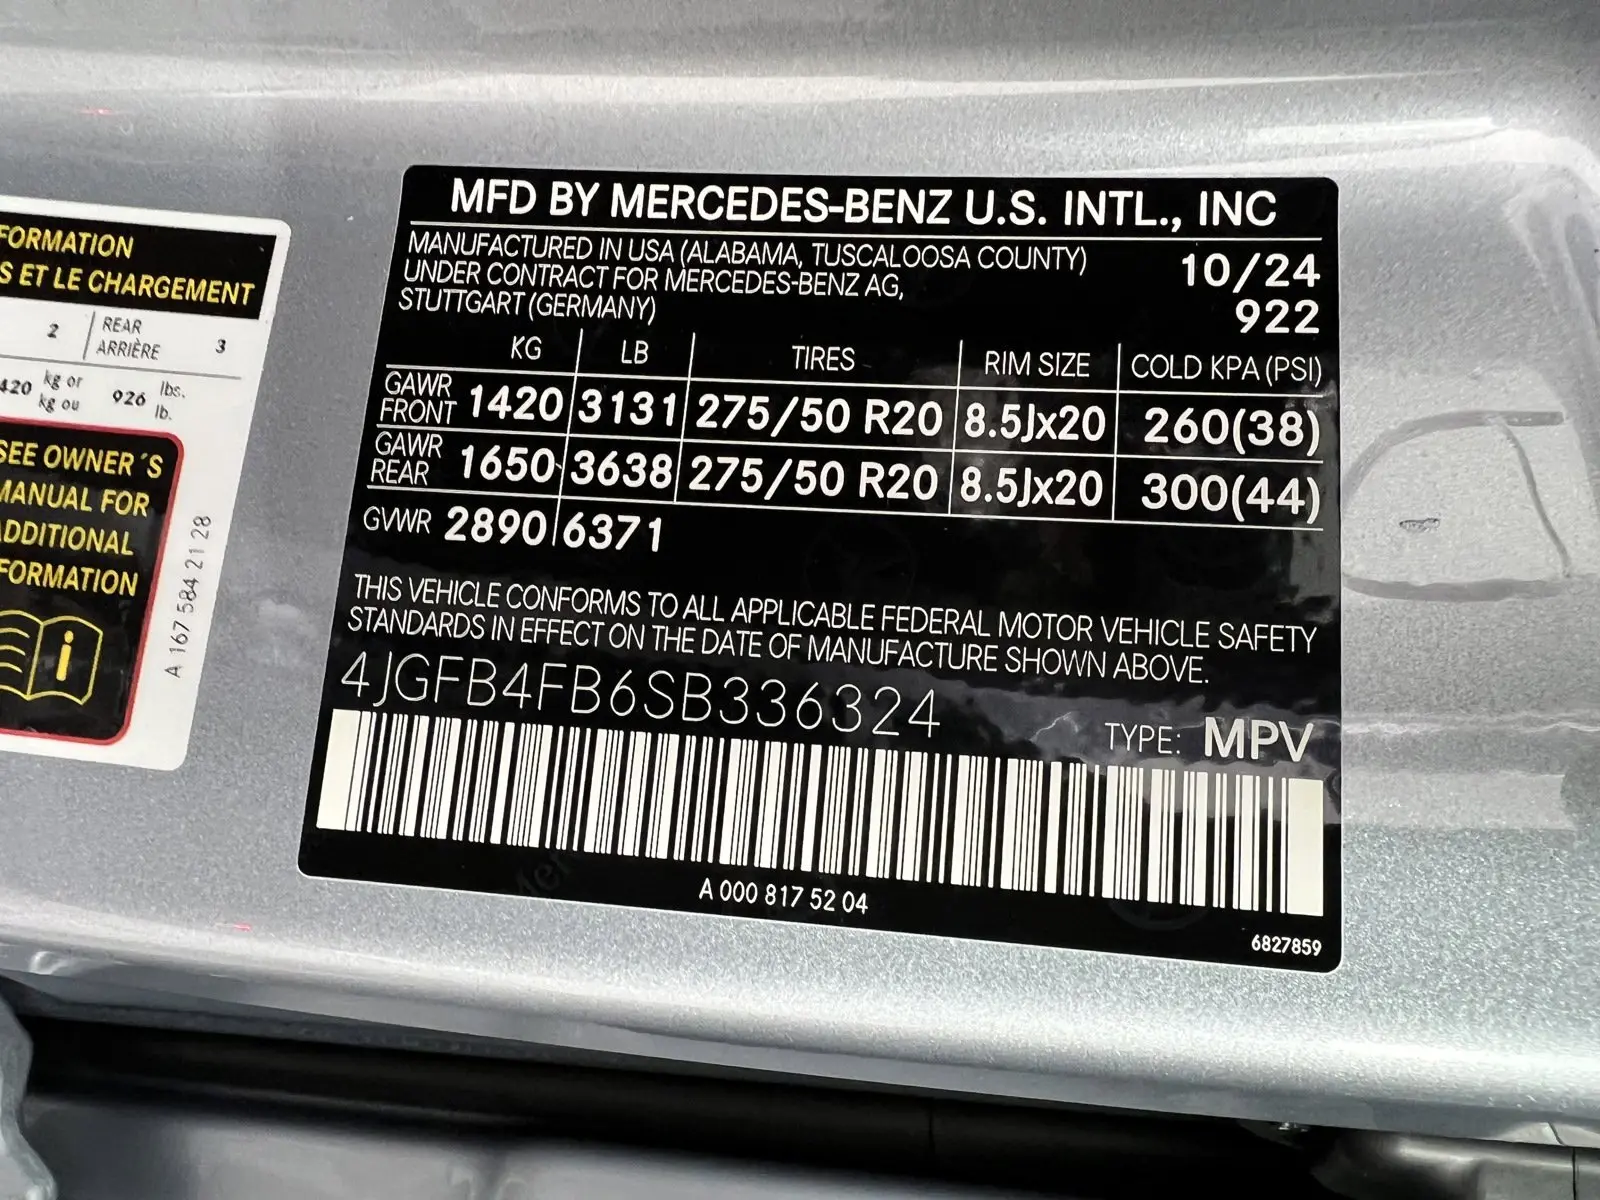 FORMATION
S ET LE CHARGEMENT
2 REAR ARRIÈRE 3
420 kg or kg ou 926 lbs. lb.
SEE OWNER´S
MANUAL FOR
ADDITIONAL
FORMATION
i
A 167 584 21 28
MFD BY MERCEDES-BENZ U.S. INTL., INC
MANUFACTURED IN USA (ALABAMA, TUSCALOOSA COUNTY)
UNDER CONTRACT FOR MERCEDES-BENZ AG,
STUTTGART (GERMANY)
10/24
922
KG LB TIRES RIM SIZE COLD KPA (PSI)
GAWR FRONT 1420 3131 275/50 R20 8.5Jx20 260(38)
GAWR REAR 1650 3638 275/50 R20 8.5Jx20 300(44)
GVWR 2890 6371
THIS VEHICLE CONFORMS TO ALL APPLICABLE FEDERAL MOTOR VEHICLE SAFETY
STANDARDS IN EFFECT ON THE DATE OF MANUFACTURE SHOWN ABOVE.
4JGFB4FB6SB336324
TYPE: MPV
A 000 817 52 04
6827859